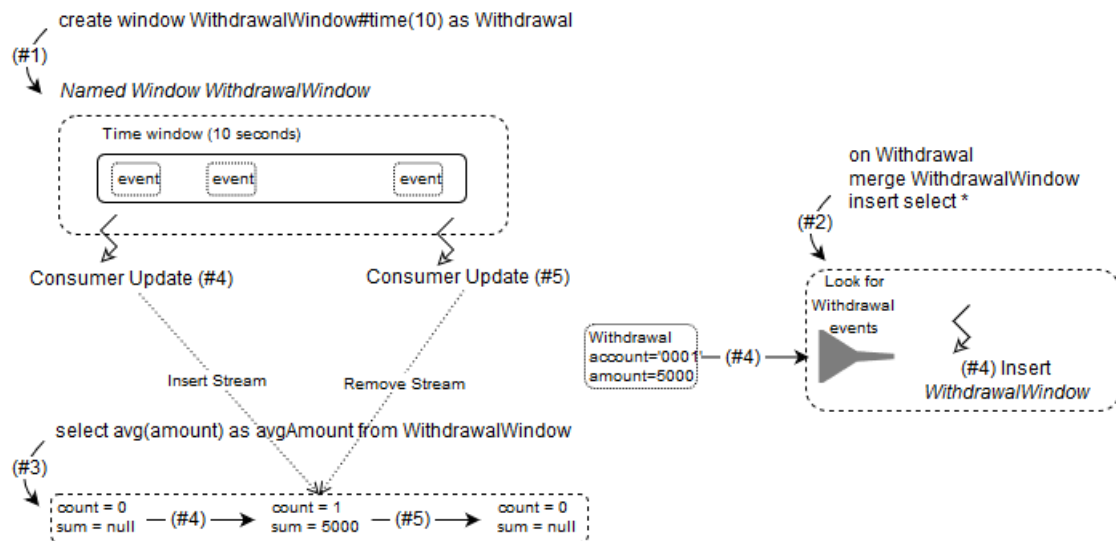 create window WithdrawalWindow#time(10) as Withdrawal
(#1)
Named Window WithdrawalWindow
Time window (10 seconds)
event
event
event
Consumer Update (#4)
Consumer Update (#5)
Insert Stream
Remove Stream
select avg(amount) as avgAmount from WithdrawalWindow
(#3)
count = 0
sum = null
(#4)
count = 1
sum = 5000
(#5)
count = 0
sum = null
on Withdrawal
merge WithdrawalWindow
insert select *
(#2)
Look for
Withdrawal
events
Withdrawal
account='0001'
amount=5000
(#4)
(#4) Insert
WithdrawalWindow